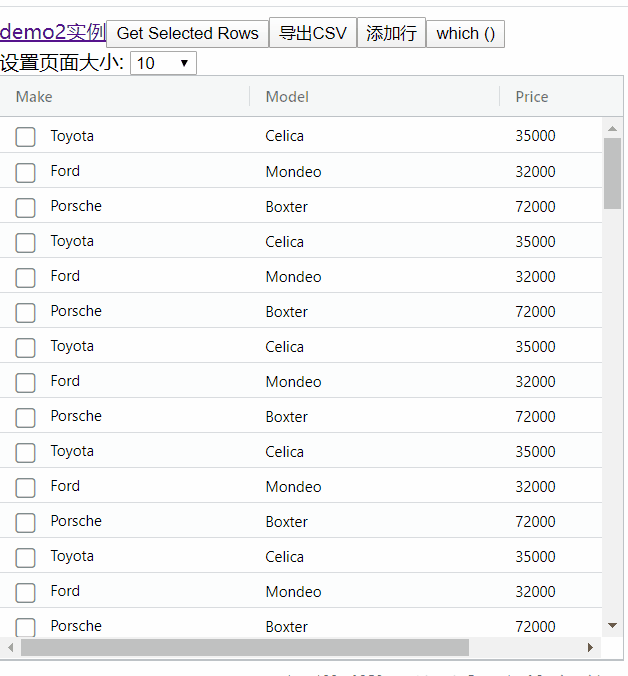 demo2实例 Get Selected Rows 导出CSV 添加行 which ()
设置页面大小: 10
Make Model Price
Toyota Celica 35000
Ford Mondeo 32000
Porsche Boxter 72000
Toyota Celica 35000
Ford Mondeo 32000
Porsche Boxter 72000
Toyota Celica 35000
Ford Mondeo 32000
Porsche Boxter 72000
Toyota Celica 35000
Ford Mondeo 32000
Porsche Boxter 72000
Toyota Celica 35000
Ford Mondeo 32000
Porsche Boxter 72000